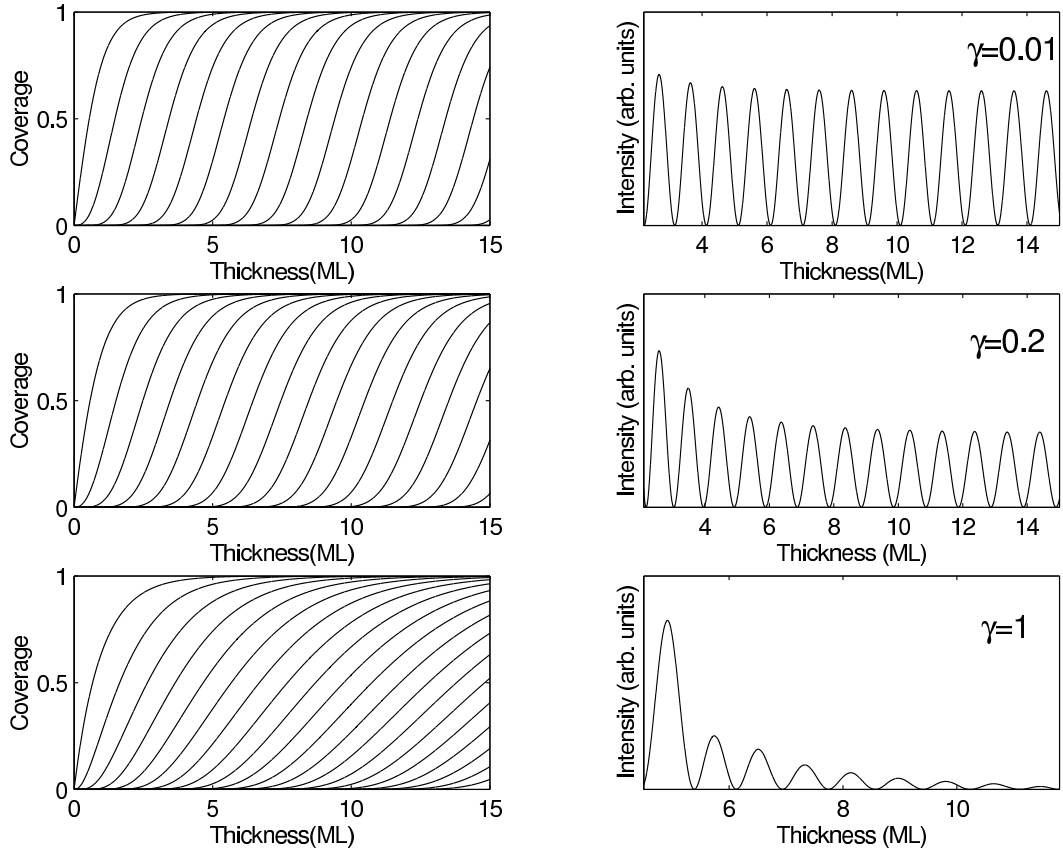 1
0.5
0
Coverage
0 5 10 15
Thickness(ML)
Intensity (arb. units)
γ=0.01
4 6 8 10 12 14
Thickness(ML)
1
0.5
0
Coverage
0 5 10 15
Thickness(ML)
Intensity (arb. units)
γ=0.2
4 6 8 10 12 14
Thickness (ML)
1
0.5
0
Coverage
0 5 10 15
Thickness(ML)
Intensity (arb. units)
γ=1
6 8 10
Thickness (ML)